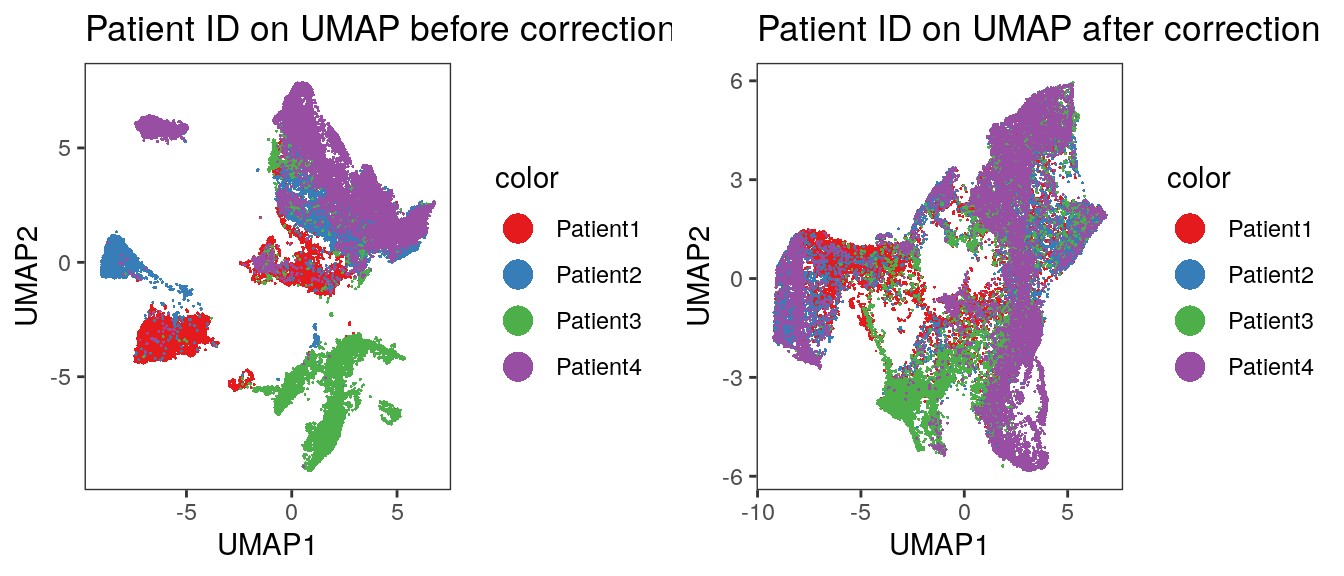 Patient ID on UMAP before correction
5
0
-5
-5
0
5
UMAP1
UMAP2
color
Patient1
Patient2
Patient3
Patient4
Patient ID on UMAP after correction
6
3
0
-3
-6
-10
-5
0
5
UMAP1
UMAP2
color
Patient1
Patient2
Patient3
Patient4